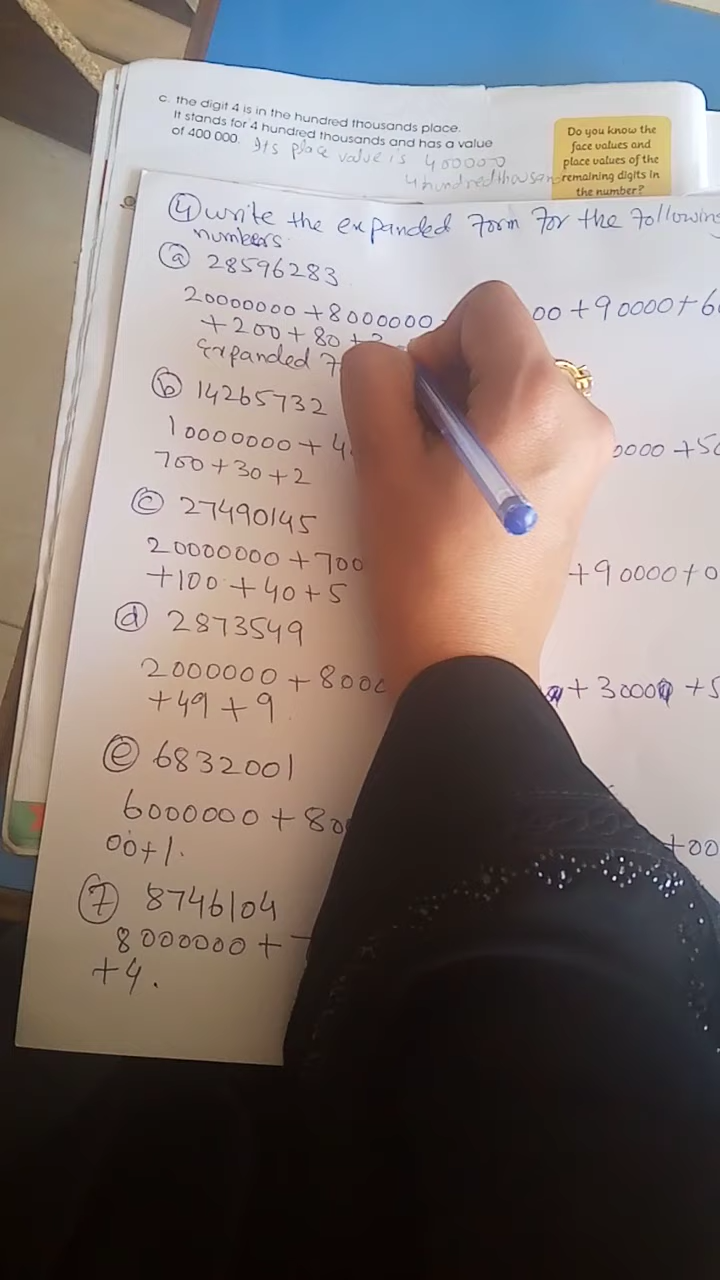 c. the digit 4 is in the hundred thousands place.
It stands for 4 hundred thousands and has a value
of 400 000. Its place value is 400000
4 hundred thousand
Do you know the
face values and
place values of the
remaining digits in
the number?
④ write the expanded form for the following
numbers.
ⓐ 28596283
20000000 + 8000000 00 + 90000 + 6
+ 200 + 80 +
Expanded
ⓑ 14265732
10000000 + 4 0000 + 50
700 + 30 + 2
ⓒ 27490145
20000000 + 700 + 90000 + 0
+ 100 + 40 + 5
ⓓ 2873549
2000000 + 8000 + 30000 + 5
+ 49 + 9
ⓔ 6832001
6000000 + 80 + 00
00 + 1.
⑦ 8746104
8000000 +
+ 4.